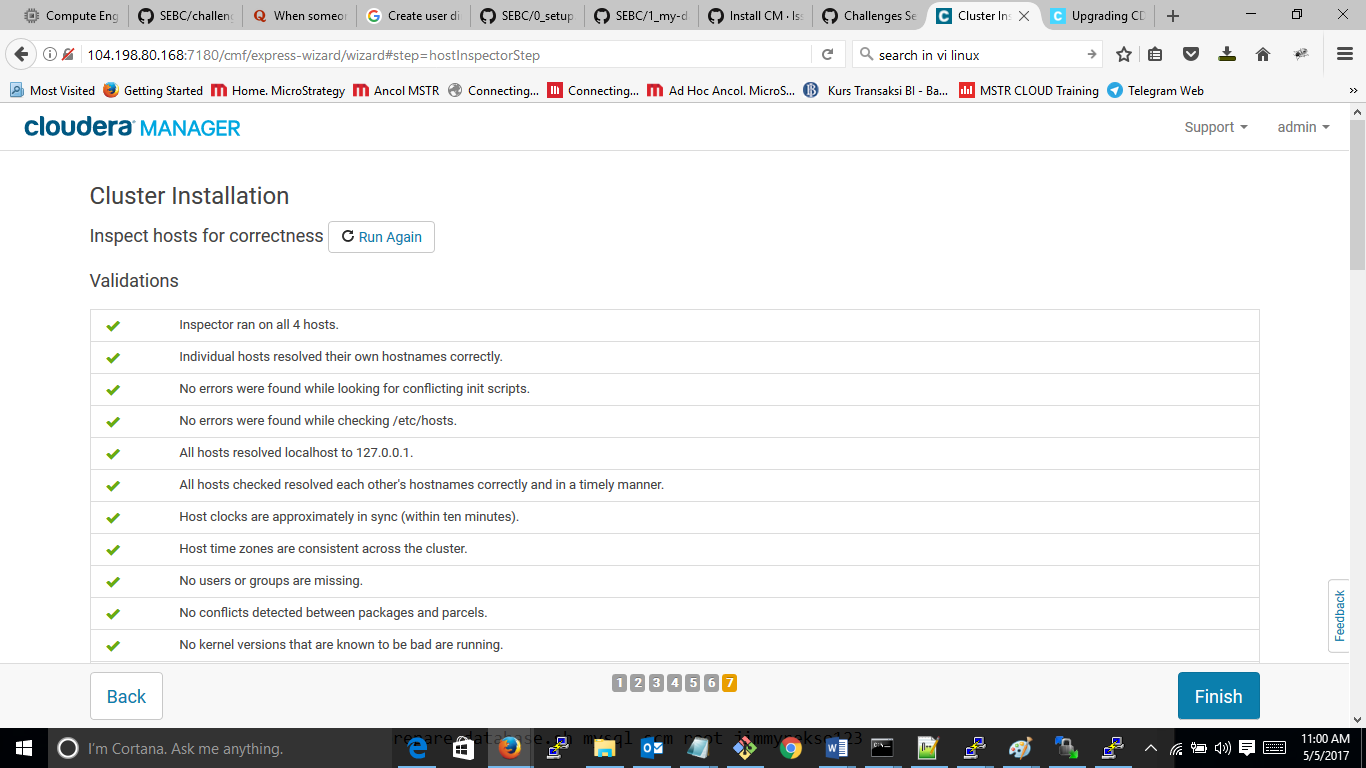 Compute Eng SEBC/challeng When someon Create user di SEBC/0_setup SEBC/1_my-d Install CM · Iss Challenges Se Cluster Ins Upgrading CD
104.198.80.168:7180/cmf/express-wizard/wizard#step=hostInspectorStep search in vi linux
Most Visited Getting Started Home. MicroStrategy Ancol MSTR Connecting... Connecting... Ad Hoc Ancol. MicroS... Kurs Transaksi BI - Ba... MSTR CLOUD Training Telegram Web »
cloudera MANAGER Support admin
Cluster Installation
Inspect hosts for correctness Run Again
Validations
Inspector ran on all 4 hosts.
Individual hosts resolved their own hostnames correctly.
No errors were found while looking for conflicting init scripts.
No errors were found while checking /etc/hosts.
All hosts resolved localhost to 127.0.0.1.
All hosts checked resolved each other's hostnames correctly and in a timely manner.
Host clocks are approximately in sync (within ten minutes).
Host time zones are consistent across the cluster.
No users or groups are missing.
No conflicts detected between packages and parcels.
No kernel versions that are known to be bad are running.
Feedback
Back 1 2 3 4 5 6 7 Finish
I'm Cortana. Ask me anything.
11:00 AM
5/5/2017